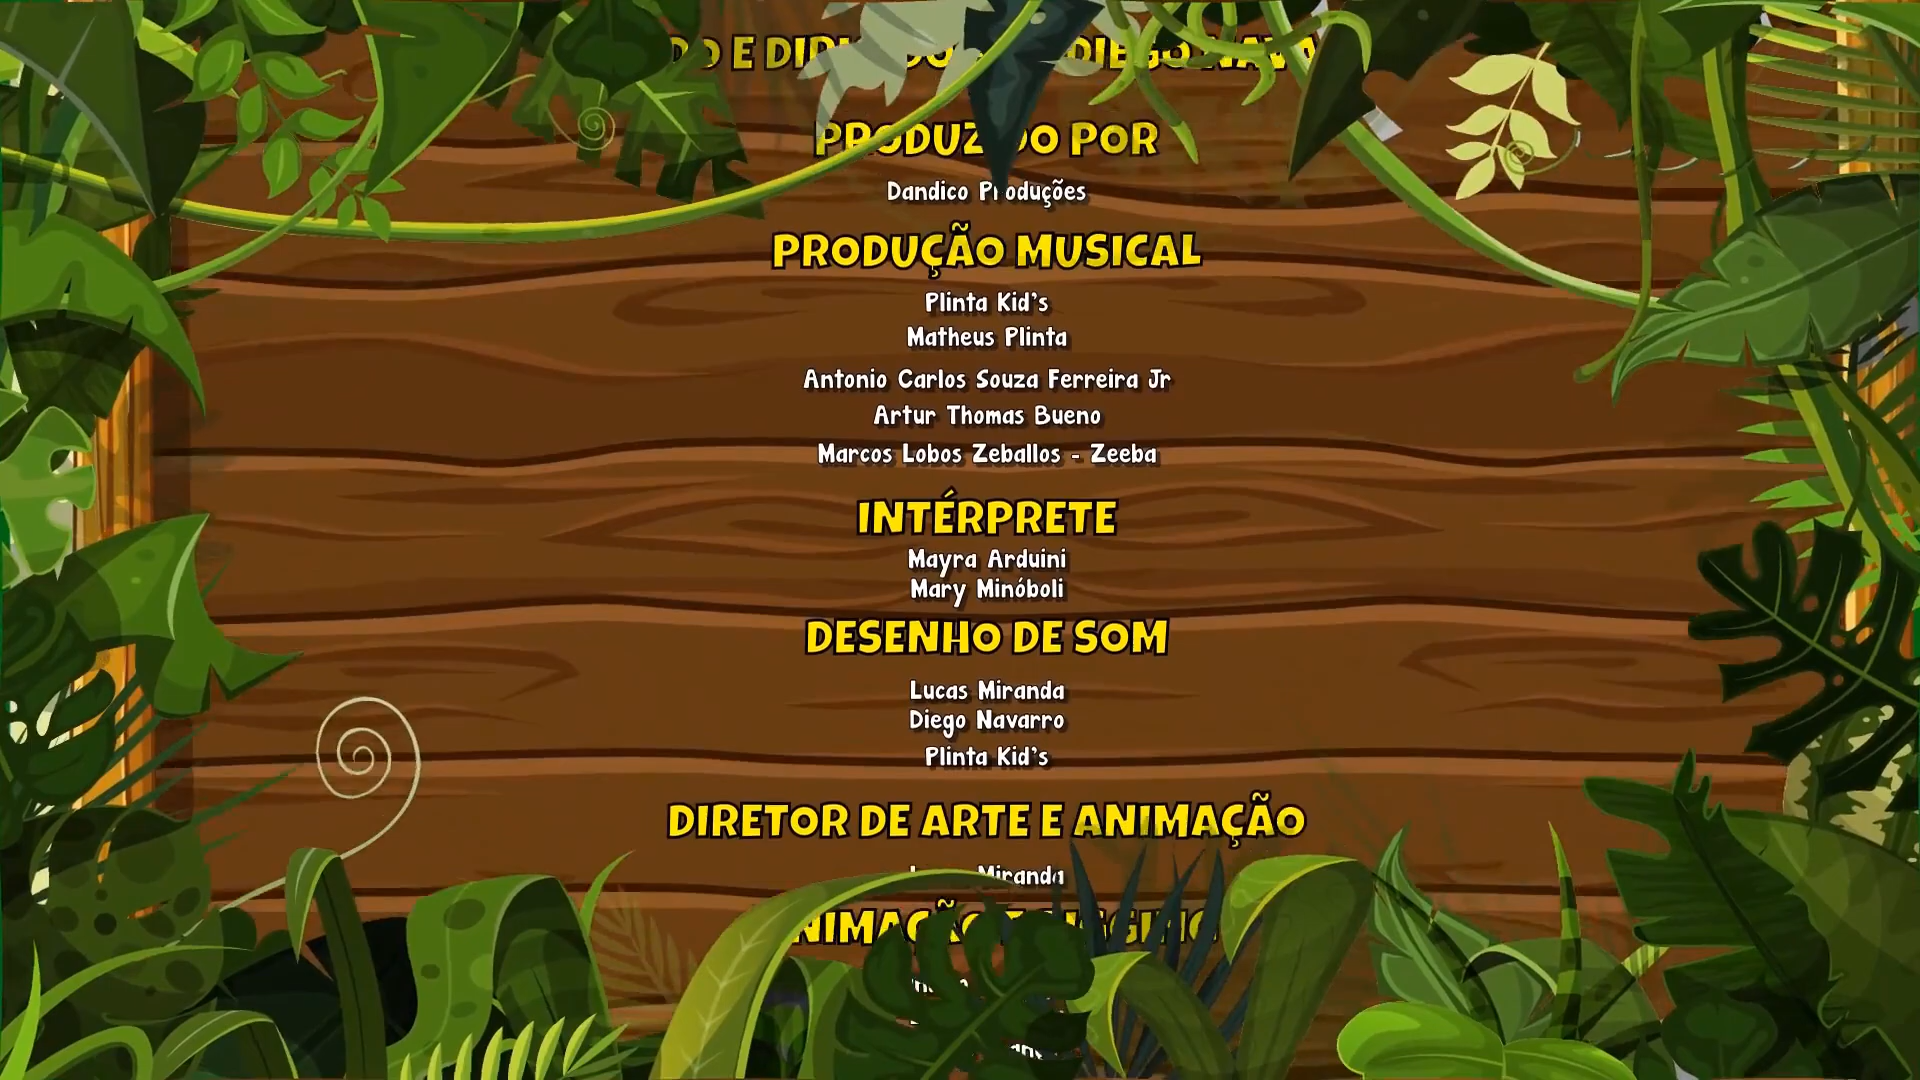 E
PRODUZIDO POR
Dandico Produções
PRODUÇÃO MUSICAL
Plinta Kid's
Matheus Plinta
Antonio Carlos Souza Ferreira Jr
Artur Thomas Bueno
Marcos Lobos Zeballos - Zeeba
INTÉRPRETE
Mayra Arduini
Mary Minóboli
DESENHO DE SOM
Lucas Miranda
Diego Navarro
Plinta Kid's
DIRETOR DE ARTE E ANIMAÇÃO
Miranda